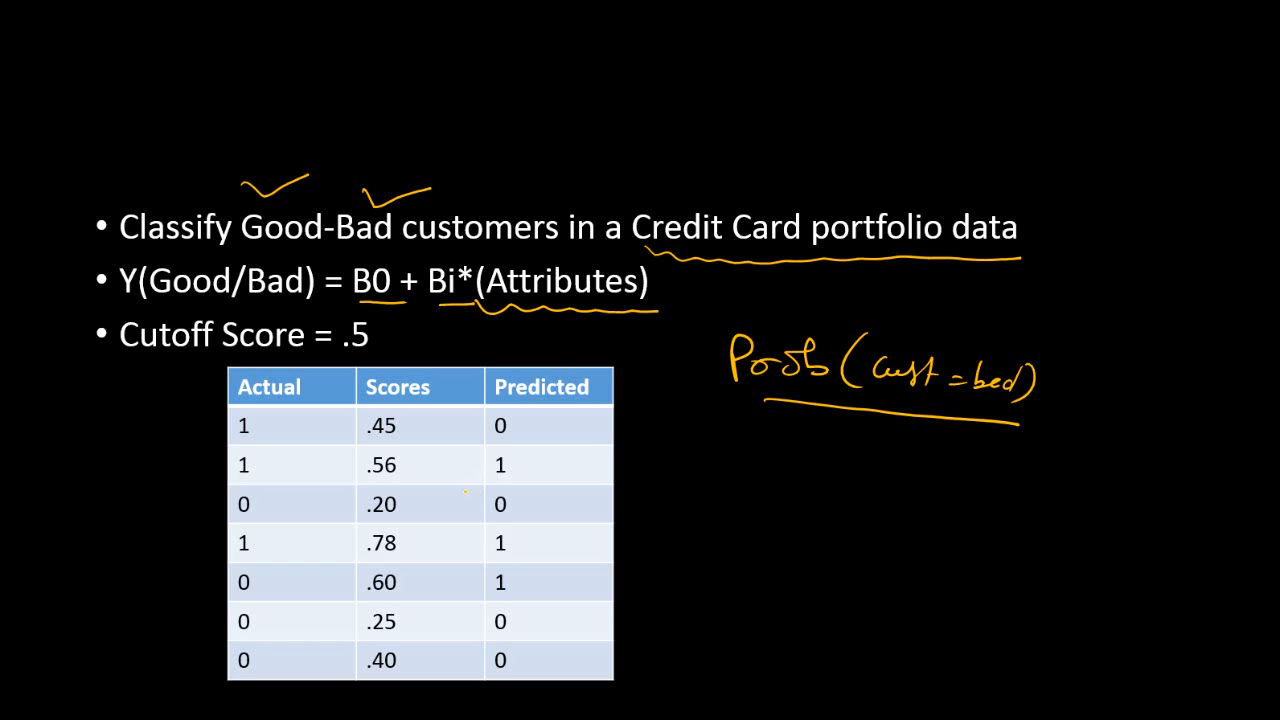 • Classify Good-Bad customers in a Credit Card portfolio data
• Y(Good/Bad) = B0 + Bi*(Attributes)
• Cutoff Score = .5
Prob (cust = bad)
Actual Scores Predicted
1 .45 0
1 .56 1
0 .20 0
1 .78 1
0 .60 1
0 .25 0
0 .40 0